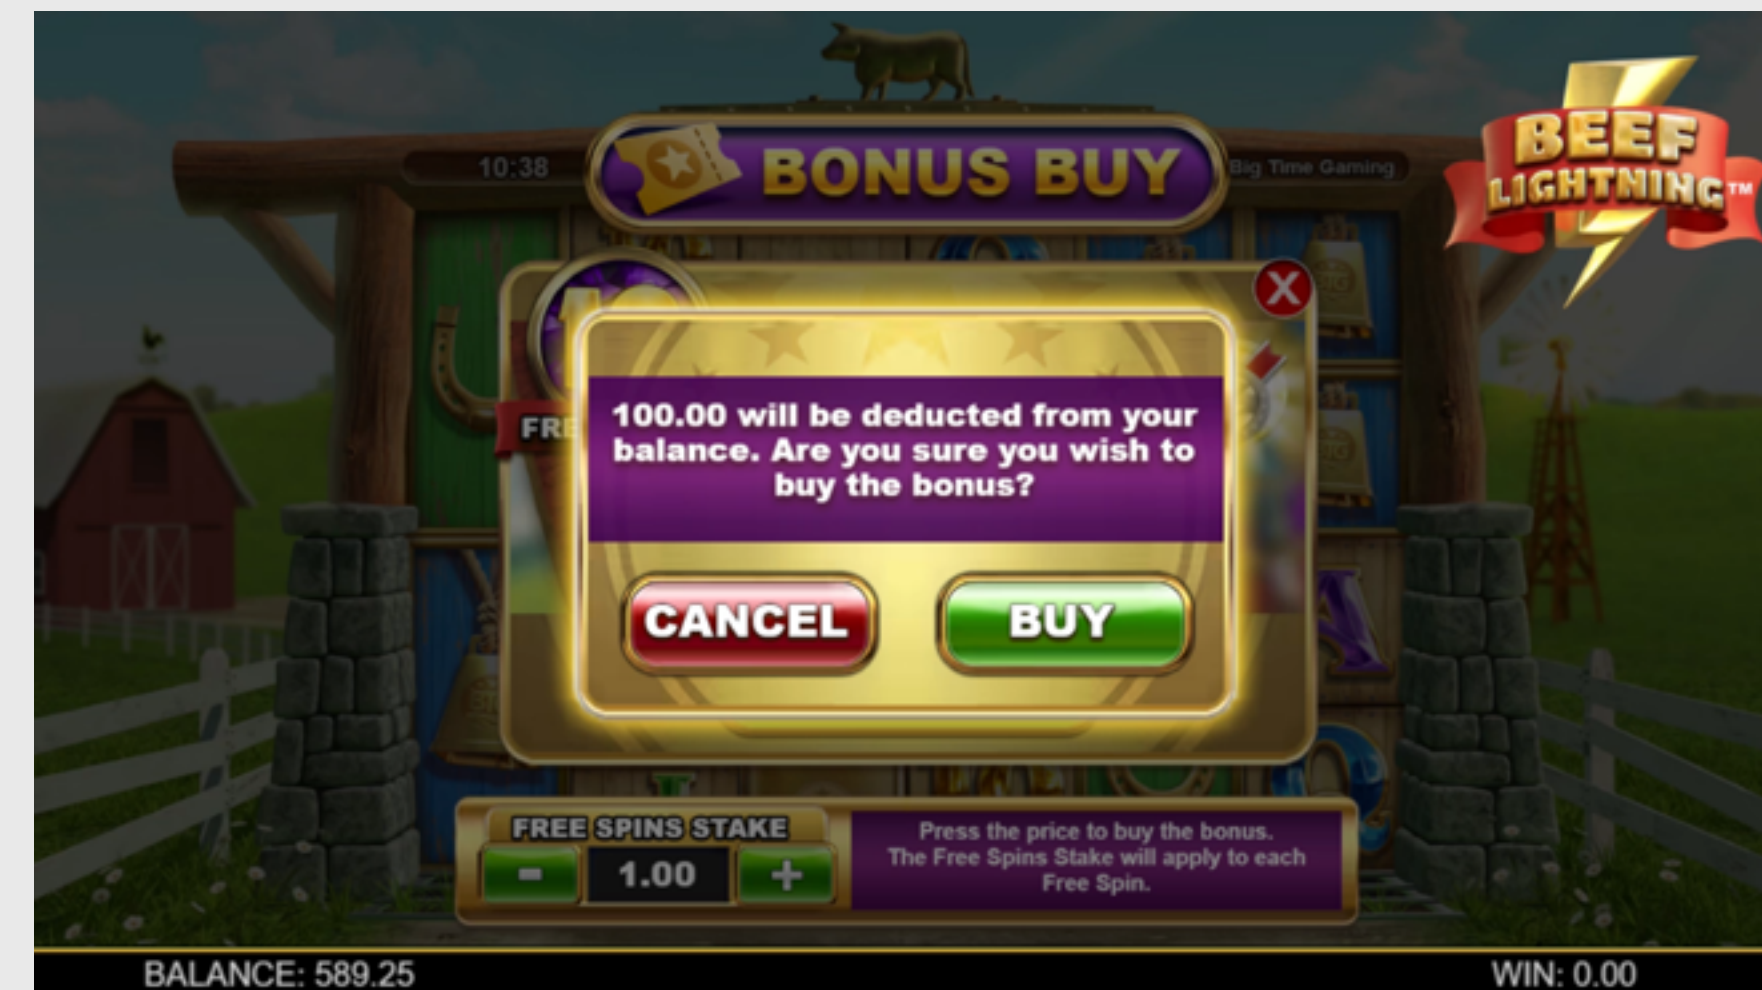 10:38
BONUS BUY
Big Time Gaming
BEEF
LIGHTNING™
X
FRE
100.00 will be deducted from your
balance. Are you sure you wish to
buy the bonus?
CANCEL
BUY
FREE SPINS STAKE
-
1.00
+
Press the price to buy the bonus.
The Free Spins Stake will apply to each
Free Spin.
BALANCE: 589.25
WIN: 0.00